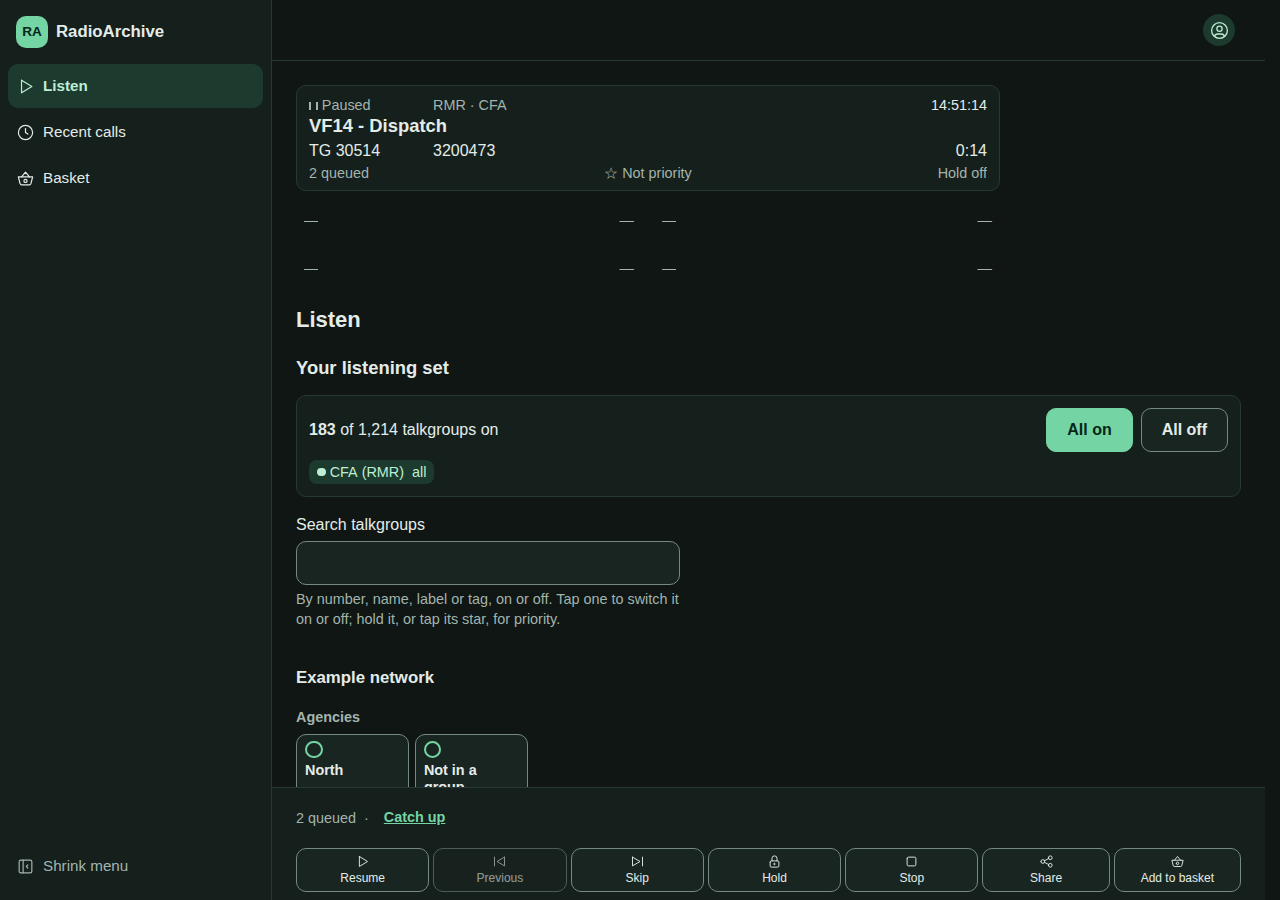 RA RadioArchive
Listen
Recent calls
Basket
Shrink menu
Paused RMR · CFA 14:51:14
VF14 - Dispatch
TG 30514 3200473 0:14
2 queued ☆ Not priority Hold off
— — — —
— — — —
Listen
Your listening set
183 of 1,214 talkgroups on All on All off
CFA (RMR) all
Search talkgroups
By number, name, label or tag, on or off. Tap one to switch it
on or off; hold it, or tap its star, for priority.
Example network
Agencies
North Not in a
group
2 queued · Catch up
Resume Previous Skip Hold Stop Share Add to basket